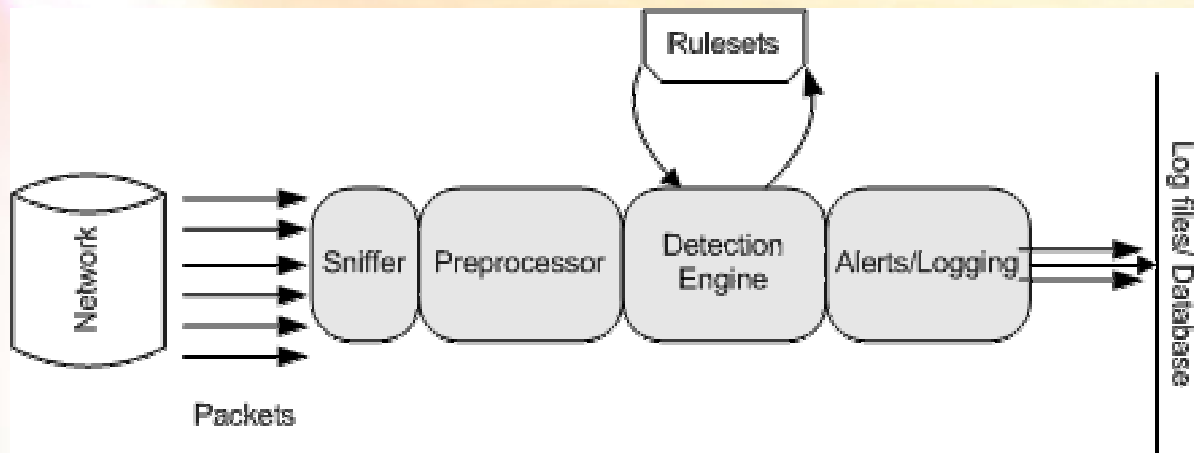 Rulesets
Network
Packets
Sniffer
Preprocessor
Detection
Engine
Alerts/Logging
Log files/ Database